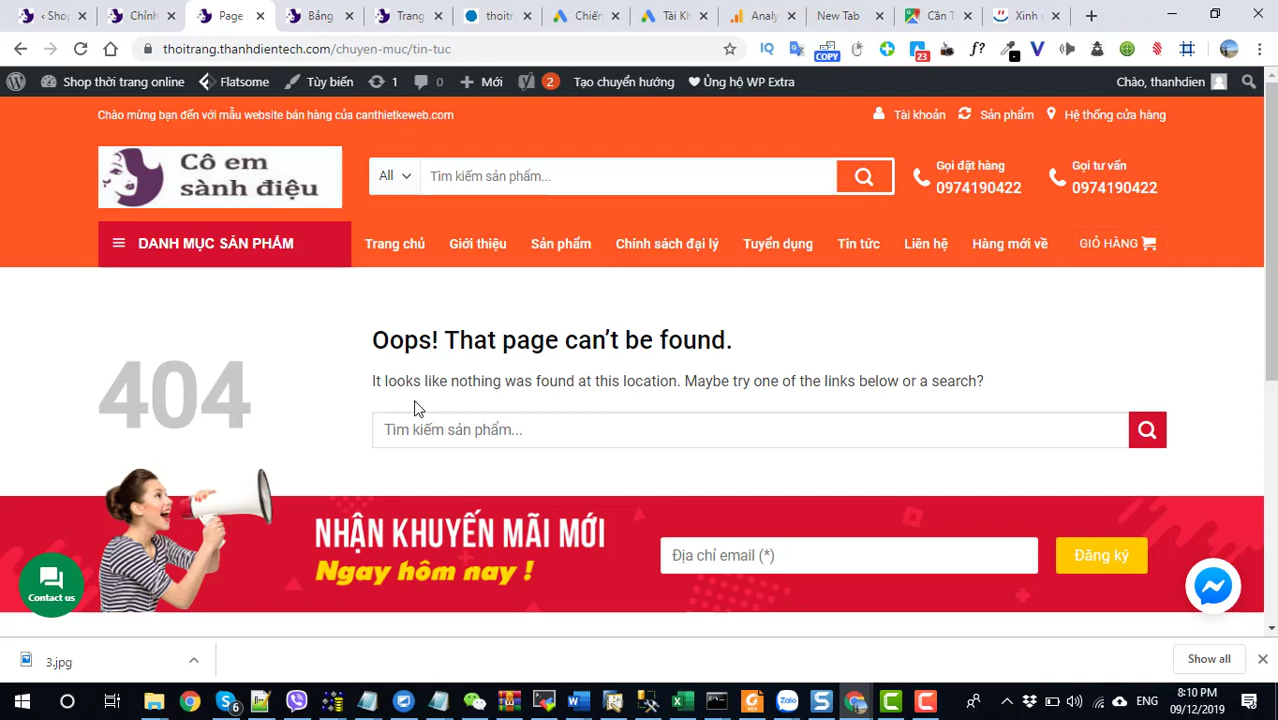 ‹ Shop
Chỉnh
Page
Bảng
Trang
thoitr
Chiến
Tài Kh
Analy
New Tab
Cần T
Xinh c
thoitrang.thanhdientech.com/chuyen-muc/tin-tuc
IQ
COPY
23
f?
V
Shop thời trang online
Flatsome
Tùy biến
1
0
Mới
2
Tạo chuyển hướng
Ủng hộ WP Extra
Chào, thanhdien
Chào mừng bạn đến với mẫu website bán hàng của canthietkeweb.com
Tài khoản
Sản phẩm
Hệ thống cửa hàng
Cô em
sành điệu
All
Tìm kiếm sản phẩm...
Gọi đặt hàng
0974190422
Gọi tư vấn
0974190422
DANH MỤC SẢN PHẨM
Trang chủ
Giới thiệu
Sản phẩm
Chính sách đại lý
Tuyển dụng
Tin tức
Liên hệ
Hàng mới về
GIỎ HÀNG
404
Oops! That page can’t be found.
It looks like nothing was found at this location. Maybe try one of the links below or a search?
Tìm kiếm sản phẩm...
NHẬN KHUYẾN MÃI MỚI
Ngay hôm nay !
Địa chỉ email (*)
Đăng ký
Contact us
3.jpg
Show all
6
Zalo
ENG
8:10 PM
09/12/2019